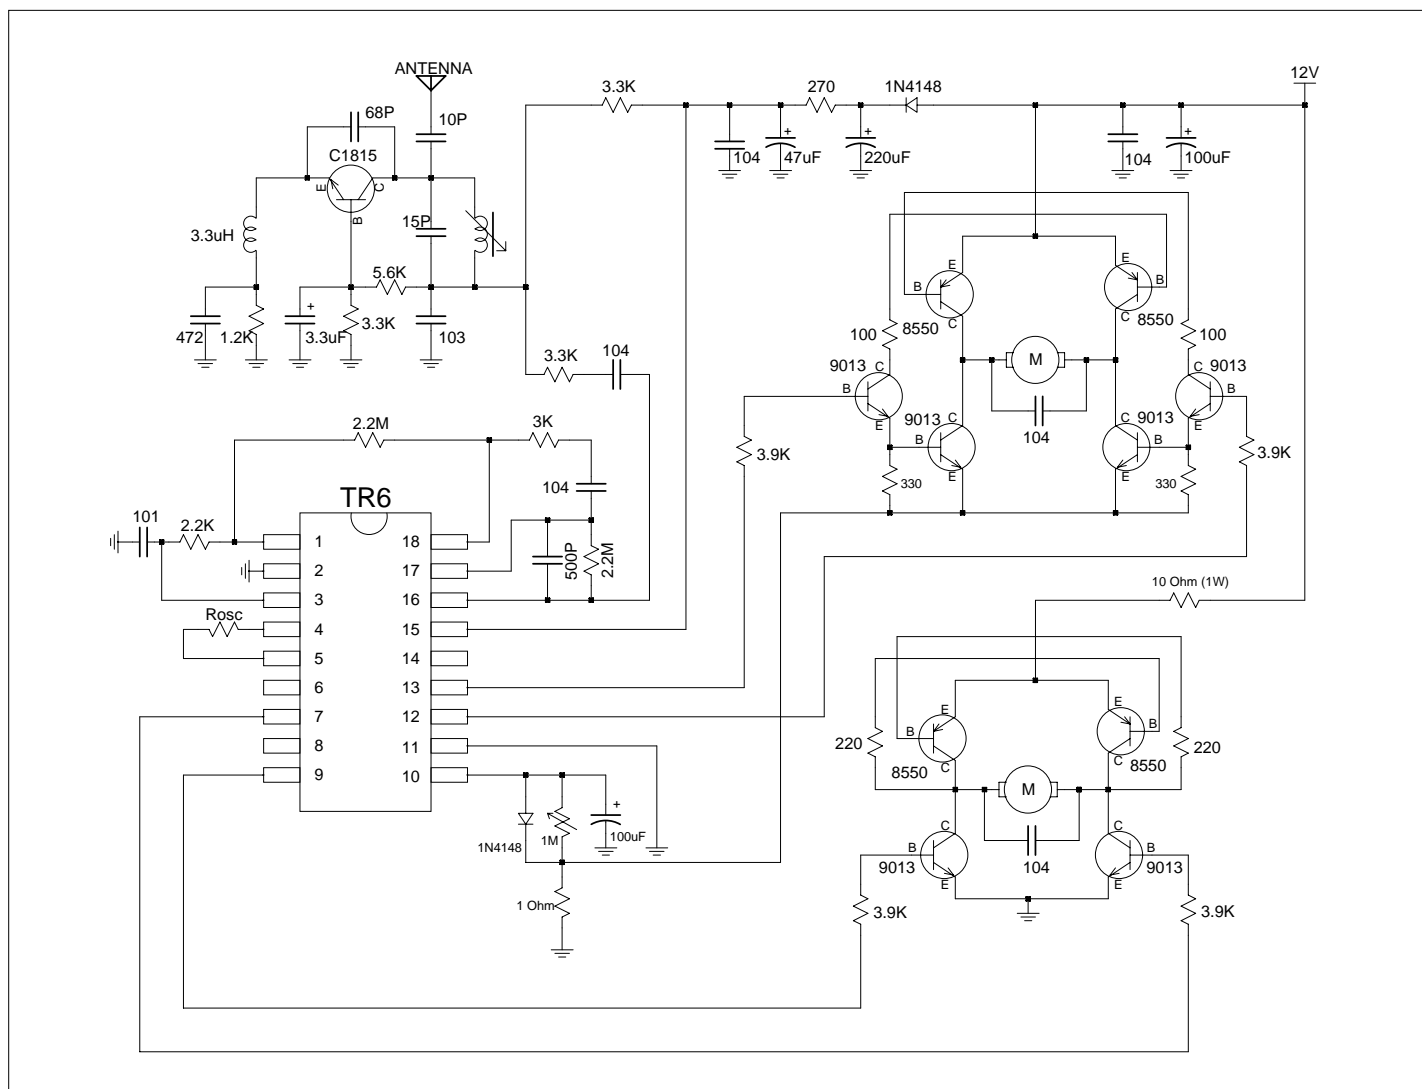 ANTENNA
12V
3.3K
270
1N4148
68P
10P
C1815
E
C
B
104
47uF
+
220uF
+
104
100uF
+
3.3uH
15P
5.6K
472
1.2K
3.3uF
+
3.3K
103
3.3K
104
E
B
C
8550
E
B
C
8550
100
100
M
104
9013
C
B
E
9013
C
B
E
9013
C
B
E
9013
C
B
E
3.9K
3.9K
330
330
2.2M
3K
104
TR6
101
2.2K
500P
2.2M
Rosc
1
2
3
4
5
6
7
8
9
18
17
16
15
14
13
12
11
10
10 Ohm (1W)
E
B
C
8550
E
B
C
8550
220
220
M
104
9013
C
B
E
9013
C
B
E
3.9K
3.9K
1N4148
1M
100uF
+
1 Ohm